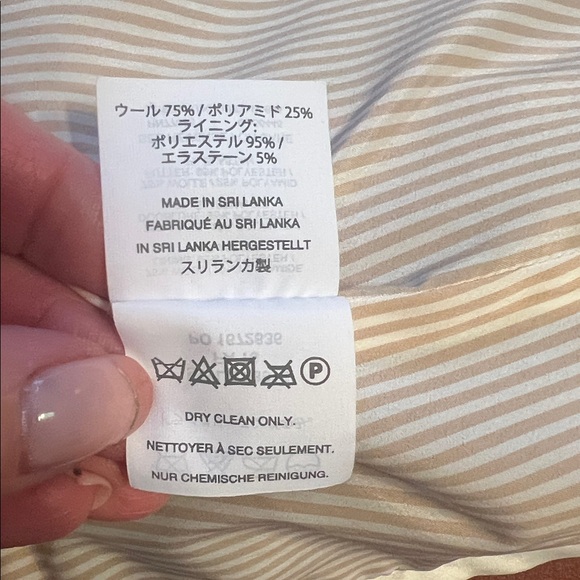 ウール 75% / ポリアミド 25%
ライニング:
ポリエステル 95% /
エラステーン 5%
MADE IN SRI LANKA
FABRIQUÉ AU SRI LANKA
IN SRI LANKA HERGESTELLT
スリランカ製
P
DRY CLEAN ONLY.
NETTOYER À SEC SEULEMENT.
NUR CHEMISCHE REINIGUNG.